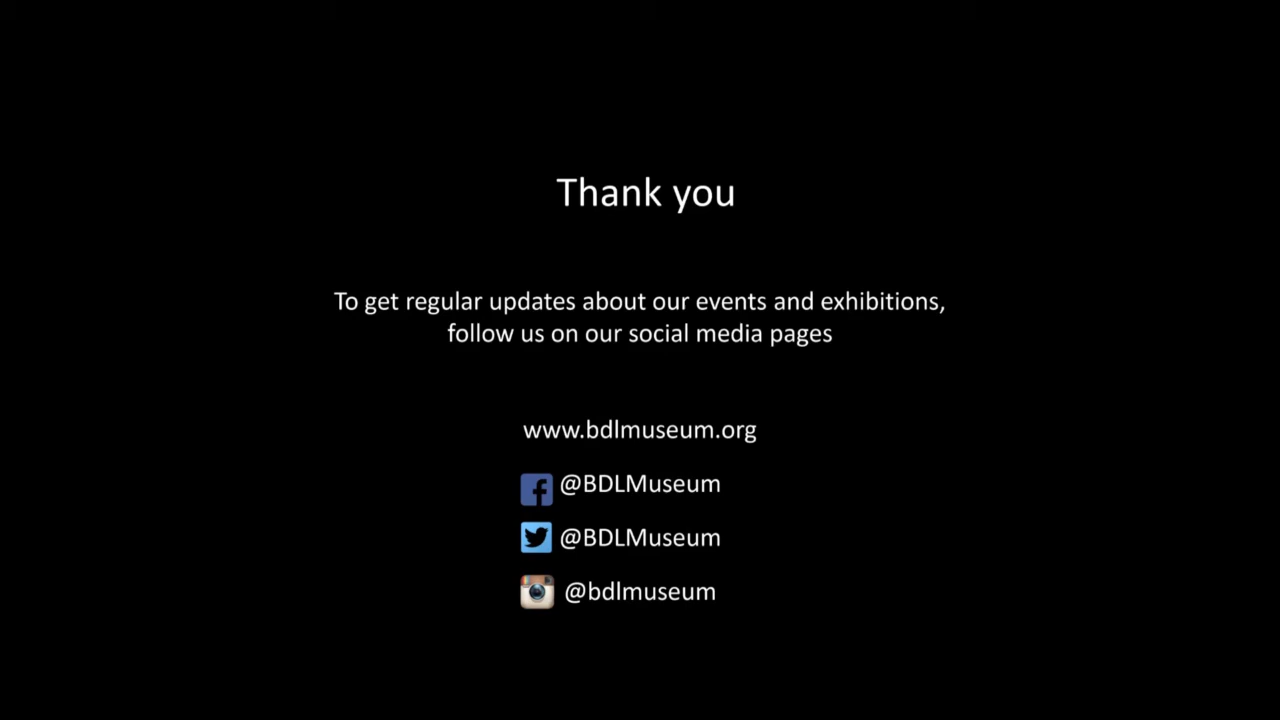 Thank you
To get regular updates about our events and exhibitions,
follow us on our social media pages
www.bdlmuseum.org
@BDLMuseum
@BDLMuseum
@bdlmuseum